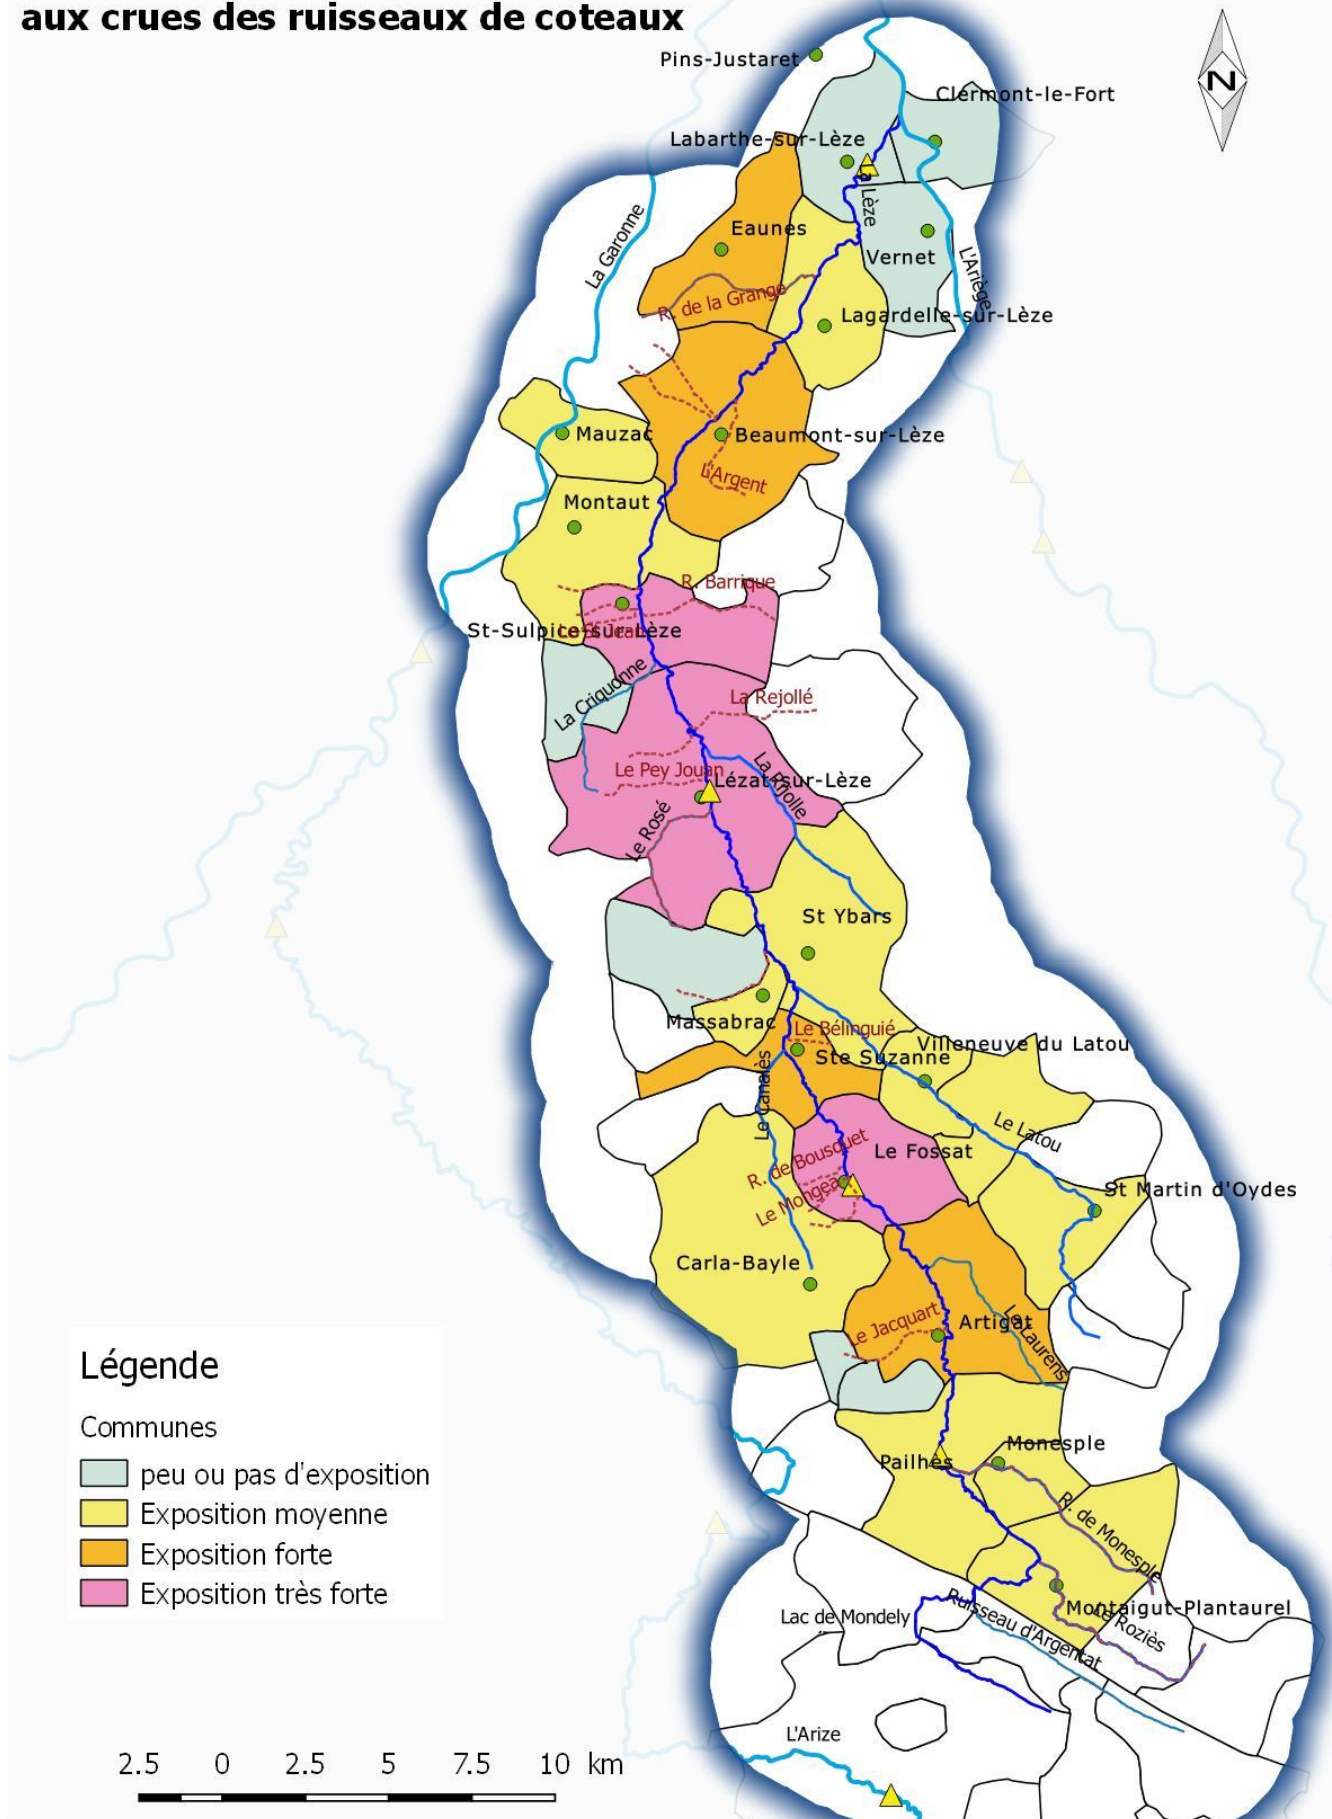 aux crues des ruisseaux de coteaux
Pins-Justaret
N
Clermont-le-Fort
Labarthe-sur-Lèze
Lèze
La Garonne
Eaunes
Vernet
L'Ariège
R. de la Grange
Lagardelle-sur-Lèze
Mauzac
Beaumont-sur-Lèze
L'Argent
Montaut
R. Barrique
St-Sulpice-sur-Lèze
La Criquonne
La Rejollé
Le Pey Jouan
Lézat-sur-Lèze
Le Rosé
St Ybars
Massabrac
Le Bélinguié
Ste Suzanne
Villeneuve du Latou
Le Canalès
Le Latou
R. de Bousquet
Le Fossat
Le Mongea
St Martin d'Oydes
Carla-Bayle
Le Jacquart
Artigat
Le Laurens
Légende
Communes
peu ou pas d'exposition
Exposition moyenne
Exposition forte
Exposition très forte
Monesple
Pailhès
R. de Monesple
Montaigut-Plantaurel
Le Roziès
Lac de Mondely
Ruisseau d'Argentat
L'Arize
2.5 0 2.5 5 7.5 10 km